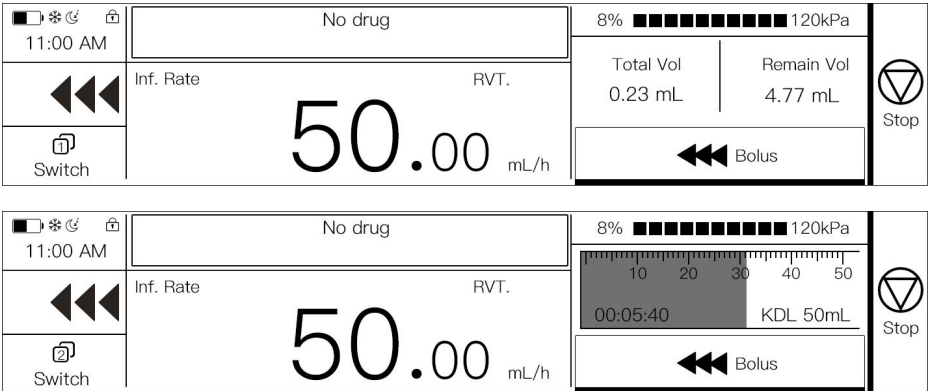 No drug
8% 120kPa
11:00 AM
Inf. Rate RVT.
Total Vol Remain Vol
0.23 mL 4.77 mL
50.00 mL/h
Stop
1
Switch
Bolus
No drug
8% 120kPa
11:00 AM
10 20 30 40 50
Inf. Rate RVT.
00:05:40 KDL 50mL
50.00 mL/h
Stop
2
Switch
Bolus